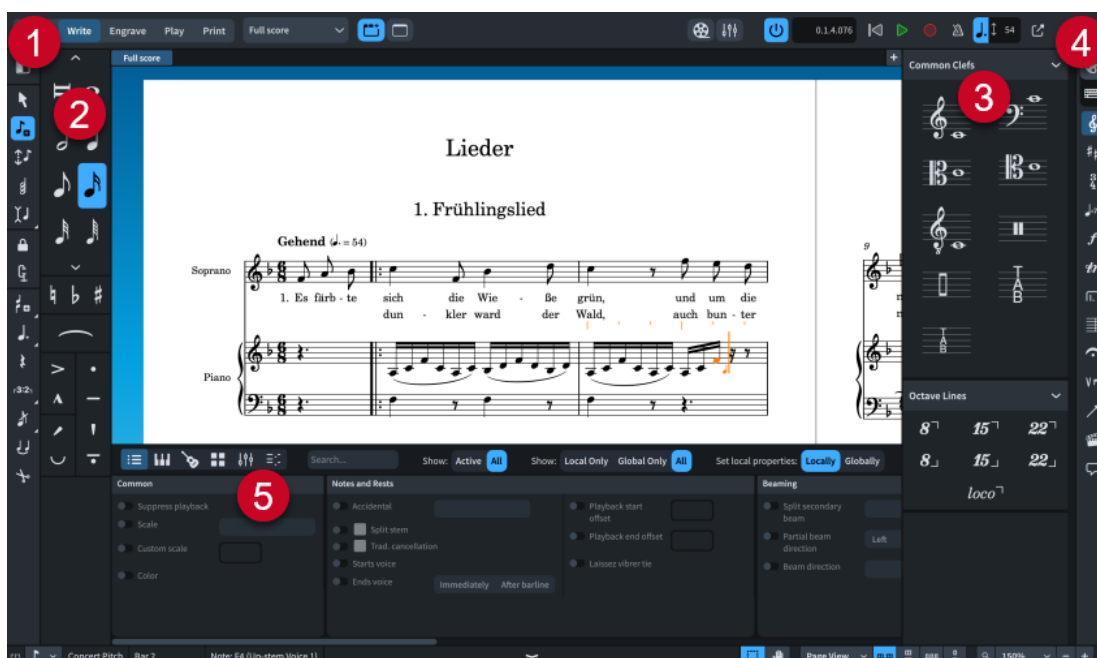 1
Write Engrave Play Print Full score 0.1.4.076 54
4
Full score
Common Clefs
2
3
Lieder
1. Frühlingslied
Gehend (♩. = 54)
9
Soprano
1. Es färb - te sich die Wie - ße grün, und um die
dun - kler ward der Wald, auch bun - ter
Piano
Octave Lines
8 15 22
8 15 22
loco
5
Search... Show: Active All Show: Local Only Global Only All Set local properties: Locally Globally
Common Notes and Rests Beaming
Suppress playback Accidental Playback start offset Split secondary beam
Scale Split stem Playback end offset Partial beam direction Left
Custom scale Trad. cancellation
Starts voice Laissez vibrer tie Beam direction
Color Ends voice Immediately After barline
Concert Pitch Bar 2 Note: F4 (Up-stem Voice 1) Page View 150%